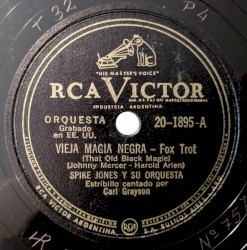 T 32
P4
"HIS MASTER'S VOICE"
RCA VICTOR
INDUSTRIA ARGENTINA
ORQUESTA
Grabado
en EE. UU.
20-1895-A
VIEJA MAGIA NEGRA - Fox Trot
(That Old Black Magic)
(Johnny Mercer - Harold Arlen)
SPIKE JONES Y SU ORQUESTA
Estribillo cantado por
Carl Grayson
RCA VICTOR ARGENTINA